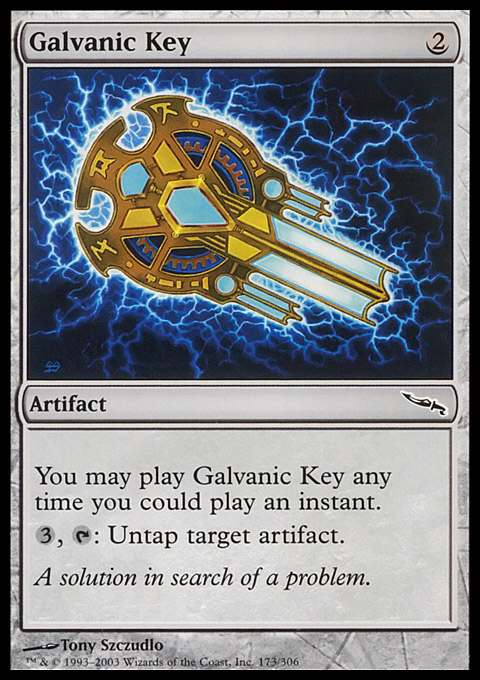 Galvanic Key 2
Artifact
You may play Galvanic Key any
time you could play an instant.
3, : Untap target artifact.
A solution in search of a problem.
Tony Szczudlo
™ & © 1993–2003 Wizards of the Coast, Inc. 173/306